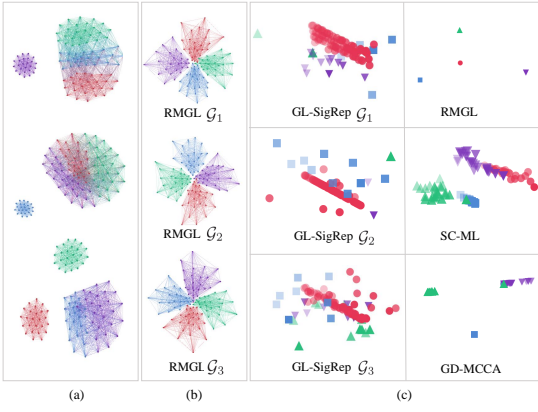 RMGL 𝒢1
GL-SigRep 𝒢1
RMGL
RMGL 𝒢2
GL-SigRep 𝒢2
SC-ML
RMGL 𝒢3
GL-SigRep 𝒢3
GD-MCCA
(a)
(b)
(c)